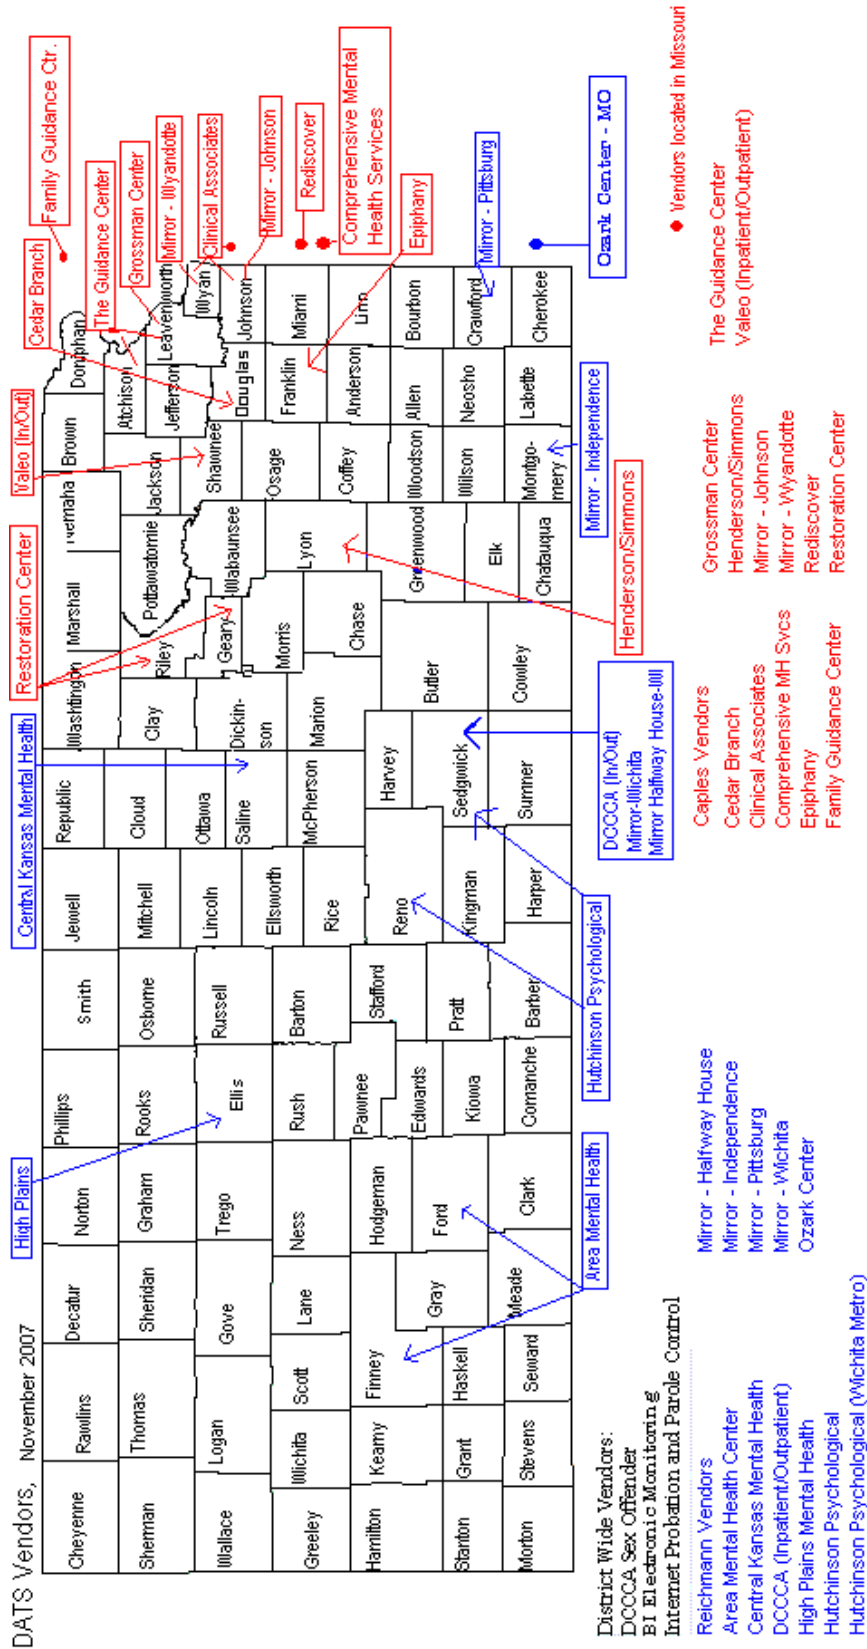 DATS Vendors, November 2007
High Plains
Central Kansas Mental Health
Restoration Center
Valeo (In/Out)
Cedar Branch
Family Guidance Ctr.
The Guidance Center
Grossman Center
Mirror - Wyandotte
Clinical Associates
Mirror - Johnson
Rediscover
Comprehensive Mental
Health Services
Epiphany
Mirror - Pittsburg
Ozark Center - MO
Mirror - Independence
Henderson/Simmons
DCCCA (In/Out)
Mirror-Wichita
Mirror Halfway House-WI
Hutchinson Psychological
Area Mental Health
Cheyenne
Rawlins
Decatur
Norton
Phillips
Smith
Jewell
Republic
Washington
Marshall
Nemaha
Brown
Doniphan
Sherman
Thomas
Sheridan
Graham
Rooks
Osborne
Mitchell
Cloud
Clay
Riley
Pottawatomie
Jackson
Atchison
Jefferson
Leavenworth
Wyan
Wallace
Logan
Gove
Trego
Ellis
Russell
Lincoln
Ottawa
Saline
Dickin-
son
Geary
Wabaunsee
Shawnee
Douglas
Johnson
Greeley
Wichita
Scott
Lane
Ness
Rush
Barton
Ellsworth
Rice
McPherson
Marion
Morris
Chase
Lyon
Osage
Coffey
Franklin
Miami
Anderson
Linn
Hamilton
Kearny
Finney
Hodgeman
Pawnee
Edwards
Stafford
Reno
Harvey
Butler
Greenwood
Woodson
Allen
Bourbon
Stanton
Grant
Haskell
Gray
Ford
Kiowa
Pratt
Kingman
Sedgwick
Elk
Wilson
Neosho
Crawford
Morton
Stevens
Seward
Meade
Clark
Comanche
Barber
Harper
Sumner
Cowley
Chatauqua
Montgo-
mery
Labette
Cherokee
District Wide Vendors:
DCCCA Sex Offender
BI Electronic Monitoring
Internet Probation and Parole Control
Reichmann Vendors
Area Mental Health Center
Central Kansas Mental Health
DCCCA (Inpatient/Outpatient)
High Plains Mental Health
Hutchinson Psychological
Hutchinson Psychological (Wichita Metro)
Mirror - Halfway House
Mirror - Independence
Mirror - Pittsburg
Mirror - Wichita
Ozark Center
Caples Vendors
Cedar Branch
Clinical Associates
Comprehensive MH Svcs
Epiphany
Family Guidance Center
Grossman Center
Henderson/Simmons
Mirror - Johnson
Mirror - Wyandotte
Rediscover
Restoration Center
The Guidance Center
Valeo (Inpatient/Outpatient)
Vendors located in Missouri